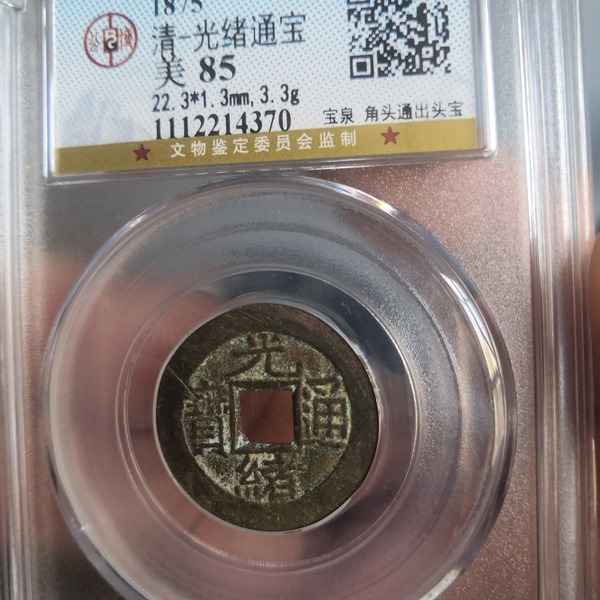 1875
清-光绪通宝
美 85
22.3*1.3mm, 3.3g
1112214370
宝泉 角头通出头宝
文物鉴定委员会监制
光
寶 通
緒